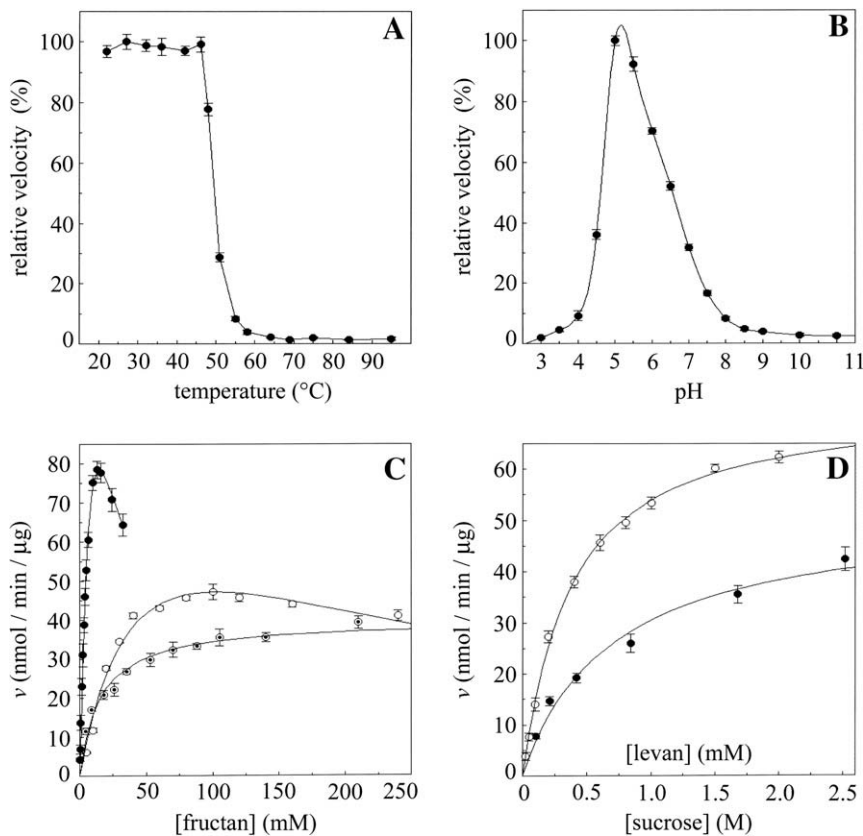 A
relative velocity (%)
100
80
60
40
20
0
20 30 40 50 60 70 80 90
temperature (°C)
B
relative velocity (%)
100
80
60
40
20
0
3 4 5 6 7 8 9 10 11
pH
C
v (nmol / min / μg)
80
70
60
50
40
30
20
10
0
0 50 100 150 200 250
[fructan] (mM)
D
v (nmol / min / μg)
60
50
40
30
20
10
0
[levan] (mM)
0 0.5 1.0 1.5 2.0 2.5
[sucrose] (M)